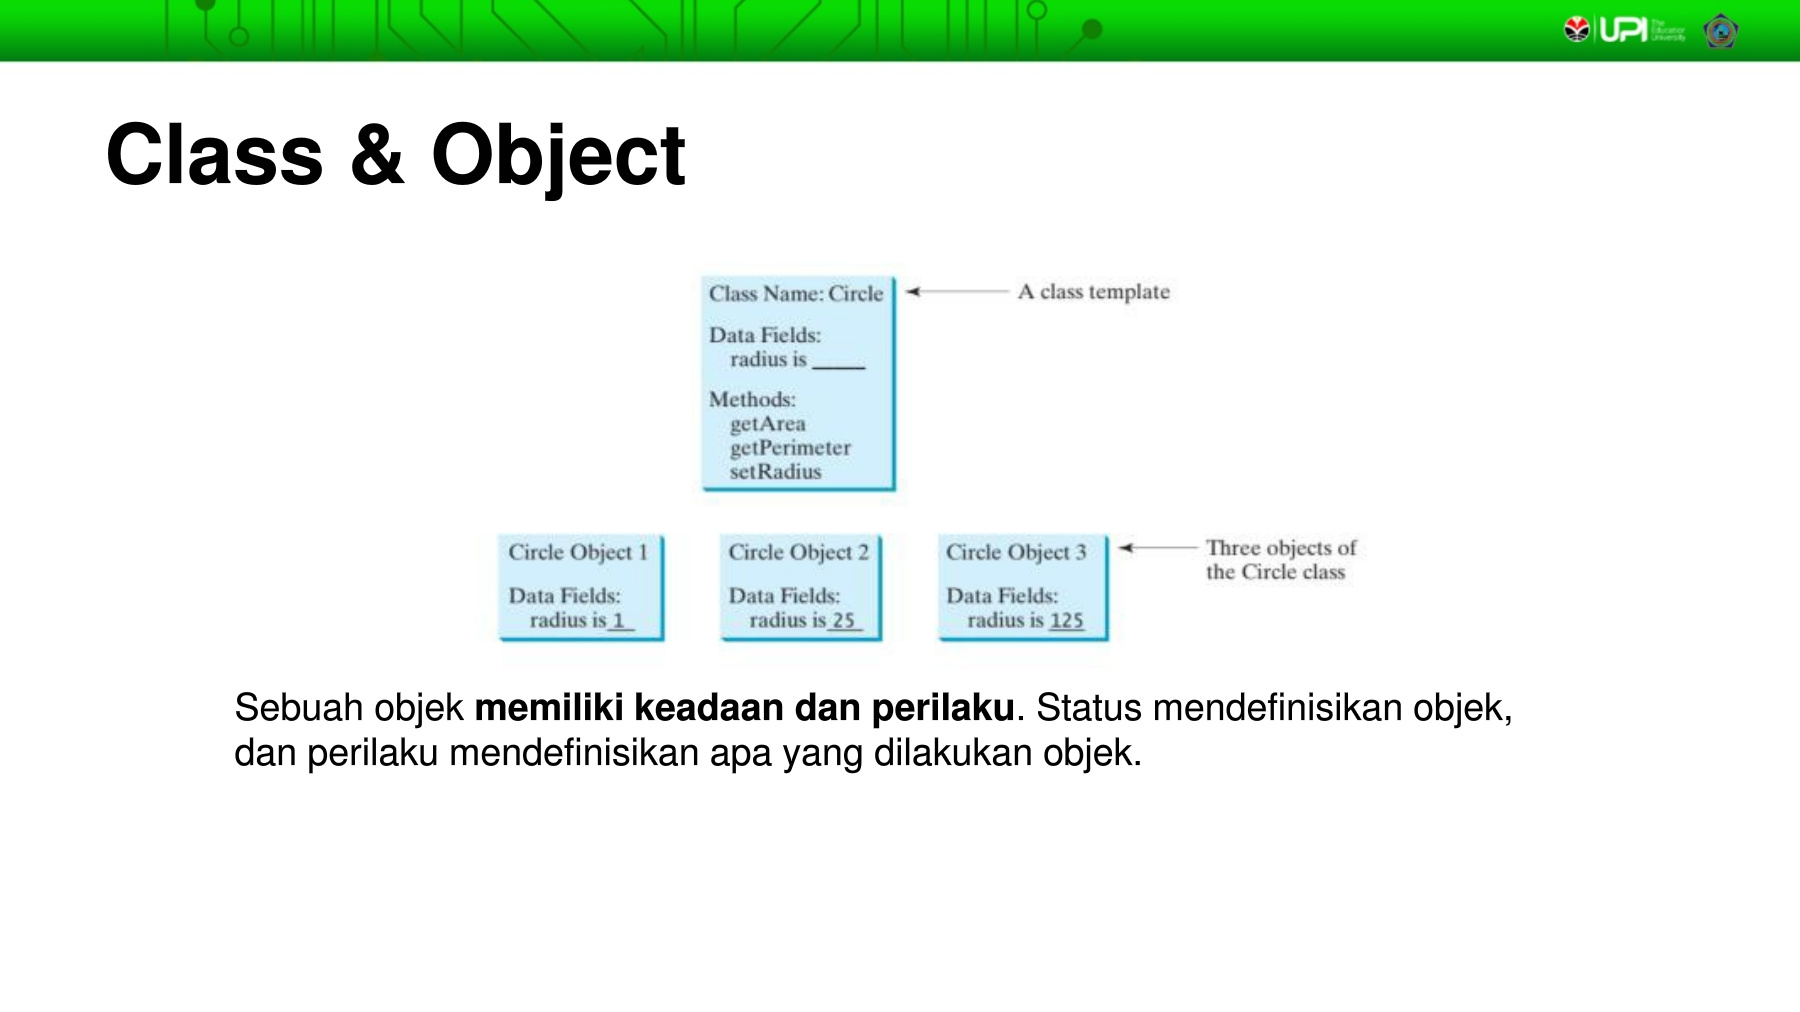 UPI The Education University
Class & Object
Class Name: Circle
A class template
Data Fields:
radius is _____
Methods:
getArea
getPerimeter
setRadius
Circle Object 1
Data Fields:
radius is 1
Circle Object 2
Data Fields:
radius is 25
Circle Object 3
Data Fields:
radius is 125
Three objects of
the Circle class
Sebuah objek memiliki keadaan dan perilaku. Status mendefinisikan objek,
dan perilaku mendefinisikan apa yang dilakukan objek.